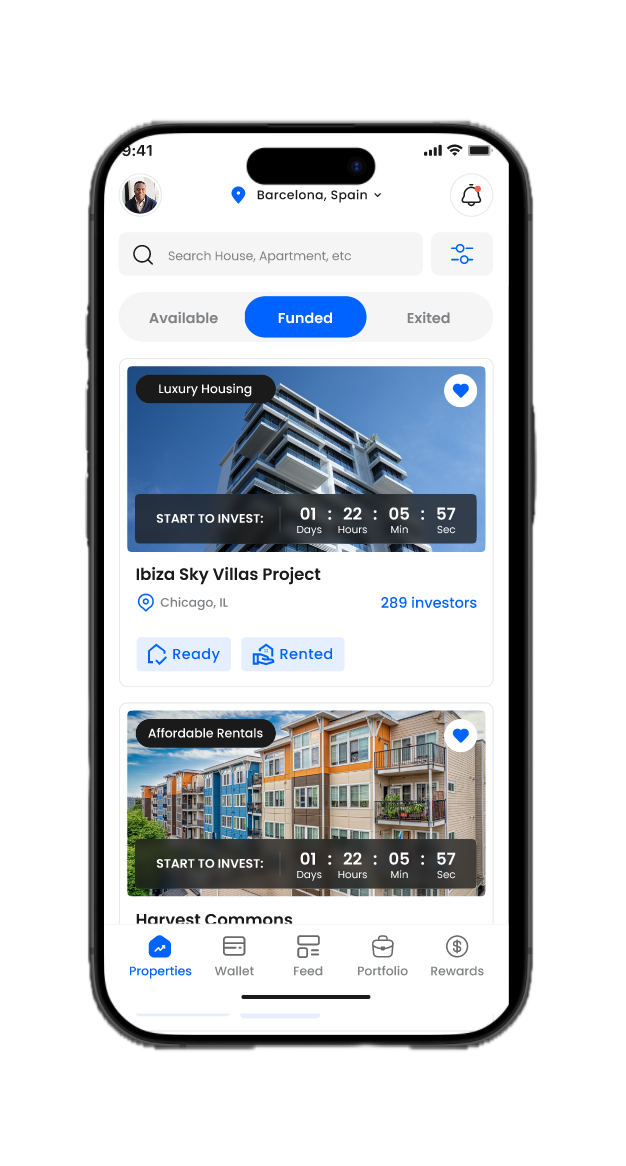 9:41
Barcelona, Spain
Search House, Apartment, etc
Available Funded Exited
Luxury Housing
START TO INVEST: 01 : 22 : 05 : 57
Days Hours Min Sec
Ibiza Sky Villas Project
Chicago, IL 289 investors
Ready Rented
Affordable Rentals
START TO INVEST: 01 : 22 : 05 : 57
Days Hours Min Sec
Harvest Commons
Properties Wallet Feed Portfolio Rewards